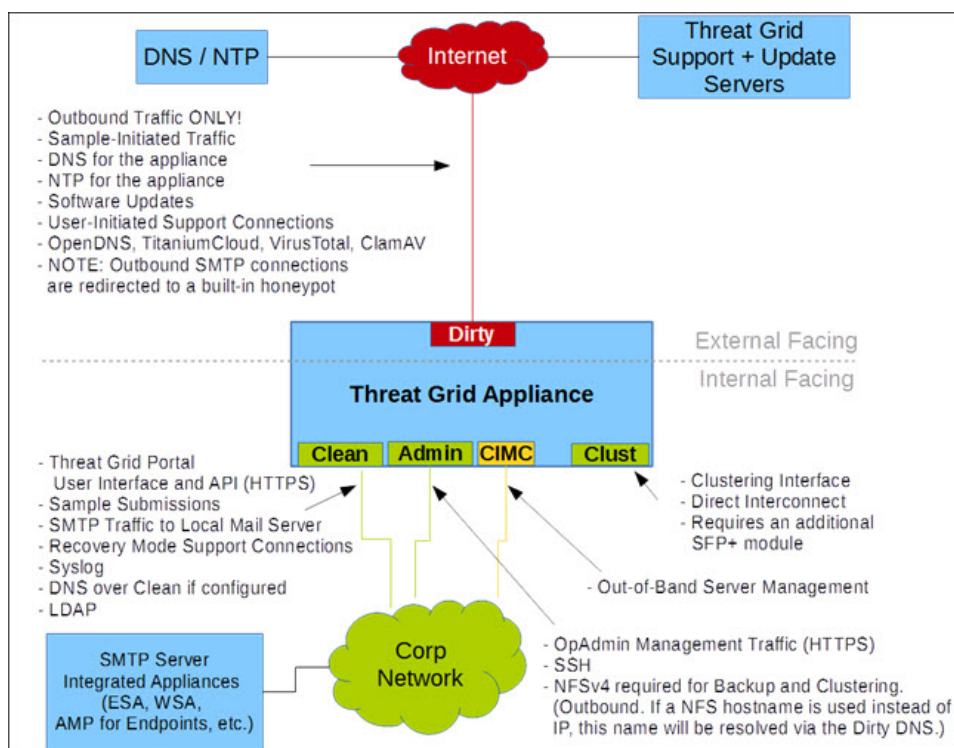 DNS / NTP
Internet
Threat Grid
Support + Update
Servers
- Outbound Traffic ONLY!
- Sample-Initiated Traffic
- DNS for the appliance
- NTP for the appliance
- Software Updates
- User-Initiated Support Connections
- OpenDNS, TitaniumCloud, VirusTotal, ClamAV
- NOTE: Outbound SMTP connections
are redirected to a built-in honeypot
Dirty
External Facing
Internal Facing
Threat Grid Appliance
Clean
Admin
CIMC
Clust
- Threat Grid Portal
User Interface and API (HTTPS)
- Sample Submissions
- SMTP Traffic to Local Mail Server
- Recovery Mode Support Connections
- Syslog
- DNS over Clean if configured
- LDAP
- Clustering Interface
- Direct Interconnect
- Requires an additional
SFP+ module
- Out-of-Band Server Management
- OpAdmin Management Traffic (HTTPS)
- SSH
- NFSv4 required for Backup and Clustering.
(Outbound. If a NFS hostname is used instead of
IP, this name will be resolved via the Dirty DNS.)
Corp
Network
SMTP Server
Integrated Appliances
(ESA, WSA,
AMP for Endpoints, etc.)